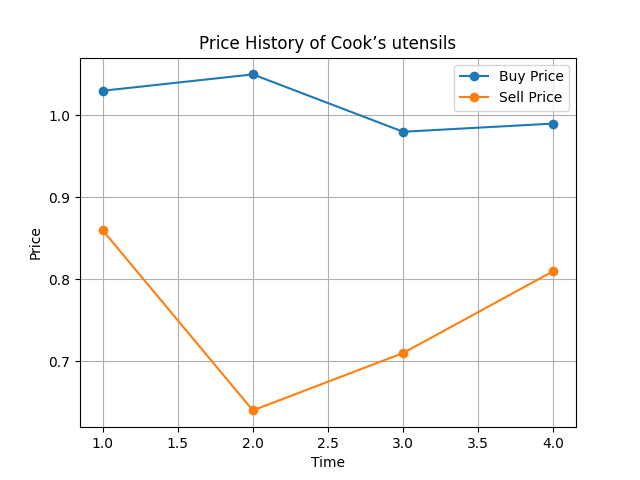 Price History of Cook’s utensils
Buy Price
Sell Price
1.0
0.9
0.8
0.7
Price
1.0 1.5 2.0 2.5 3.0 3.5 4.0
Time